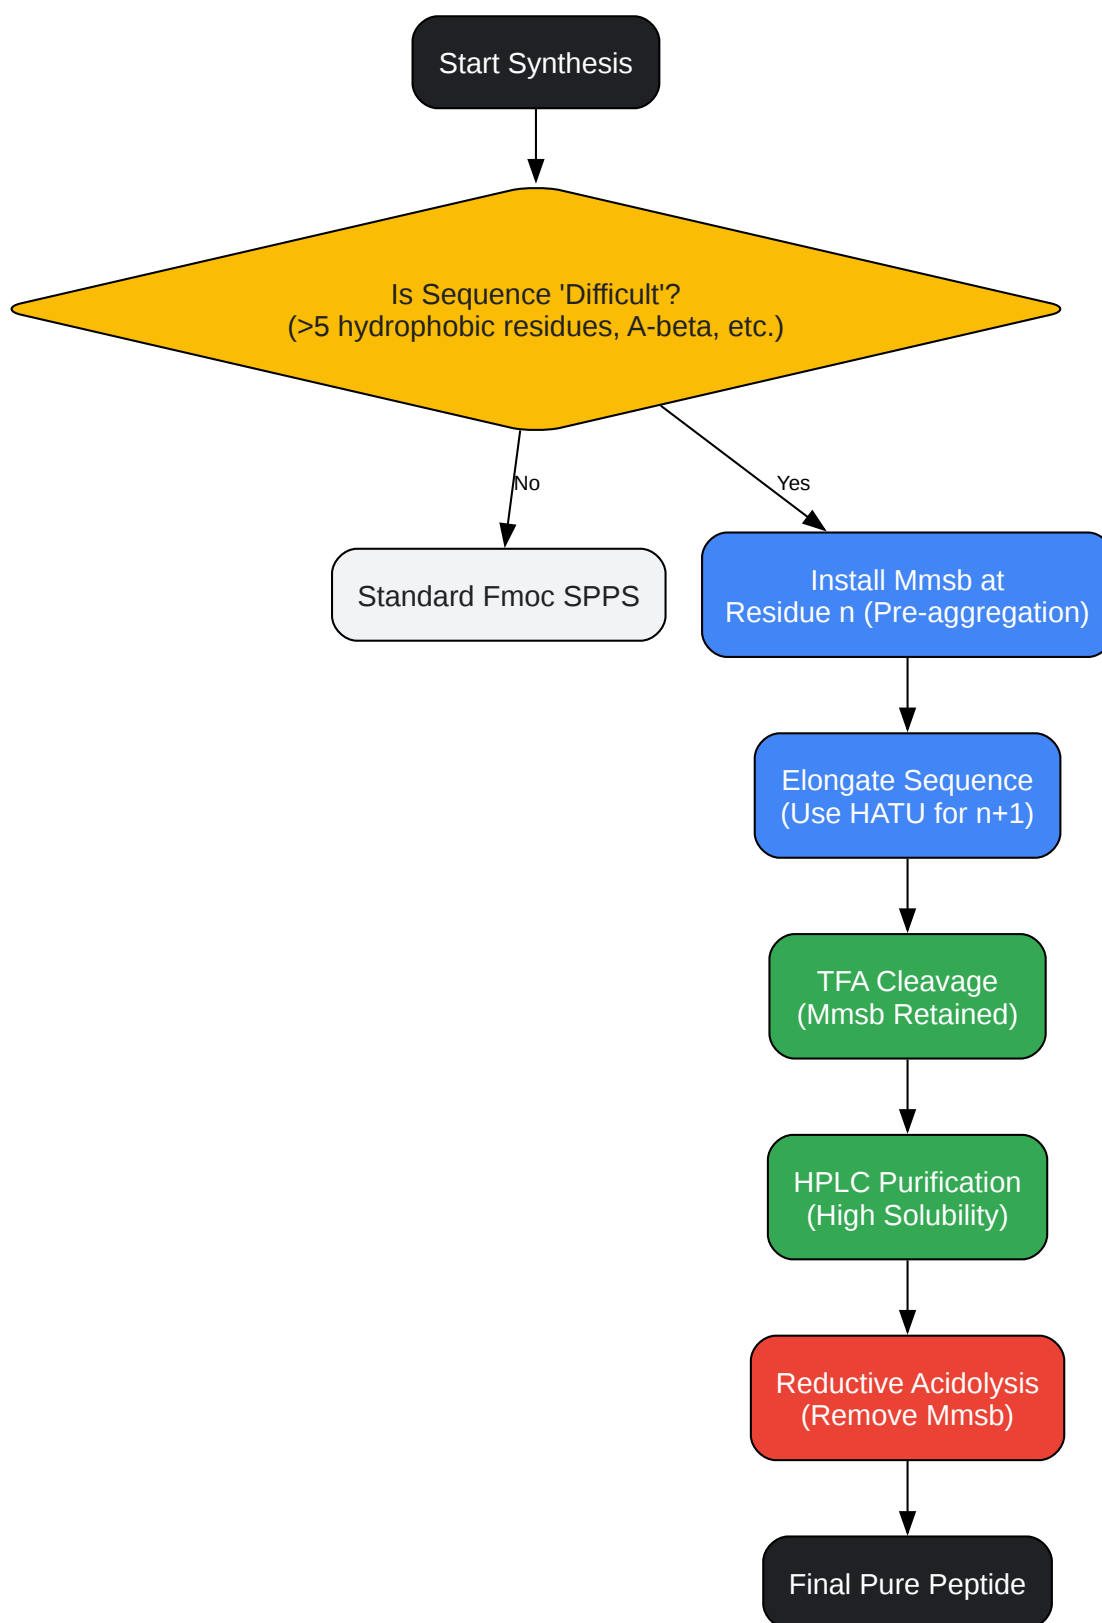 Start Synthesis
Is Sequence 'Difficult'?
(>5 hydrophobic residues, A-beta, etc.)
No
Yes
Standard Fmoc SPPS
Install Mmsb at
Residue n (Pre-aggregation)
Elongate Sequence
(Use HATU for n+1)
TFA Cleavage
(Mmsb Retained)
HPLC Purification
(High Solubility)
Reductive Acidolysis
(Remove Mmsb)
Final Pure Peptide